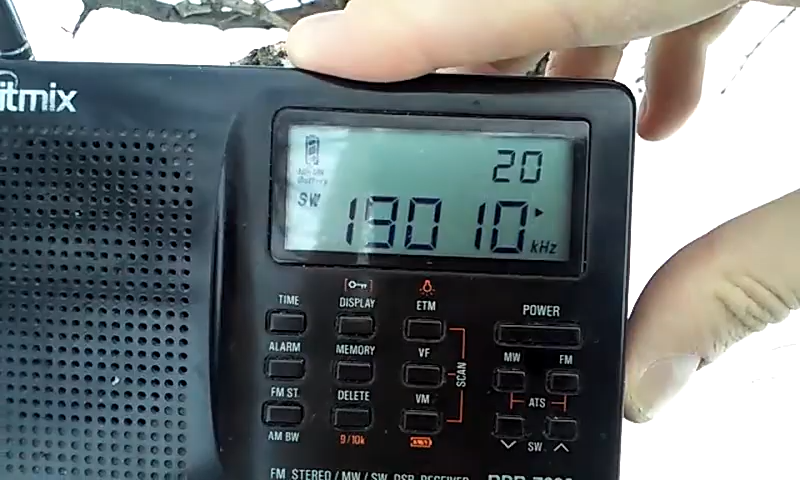 itmix
20
SW
19010 kHz
TIME
DISPLAY
ETM
POWER
ALARM
MEMORY
VF
SCAN
MW
FM
FM ST
DELETE
VM
ATS
AM BW
9/10k
SW
FM STEREO / MW / SW DSP RECEIVER